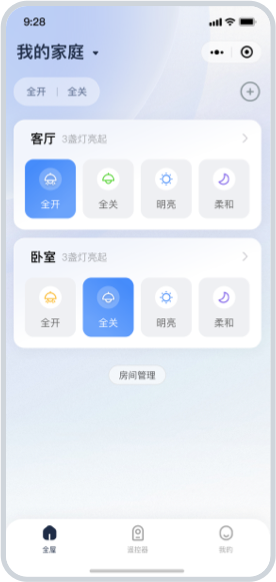 9:28
我的家庭
全开 | 全关
客厅 3盏灯亮起
全开 全关 明亮 柔和
卧室 3盏灯亮起
全开 全关 明亮 柔和
房间管理
全屋 遥控器 我的